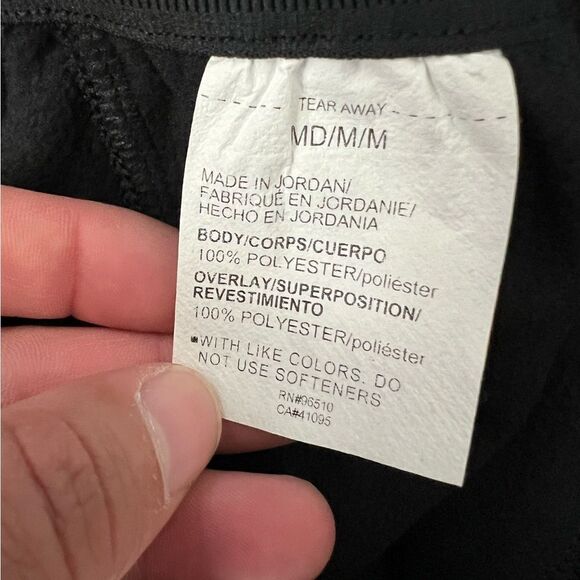 TEAR AWAY
MD/M/M
MADE IN JORDAN/
FABRIQUÉ EN JORDANIE/
HECHO EN JORDANIA
BODY/CORPS/CUERPO
100% POLYESTER/poliéster
OVERLAY/SUPERPOSITION/
REVESTIMIENTO
100% POLYESTER/poliéster
*WITH LIKE COLORS. DO
NOT USE SOFTENERS
RN#96510
CA#41095